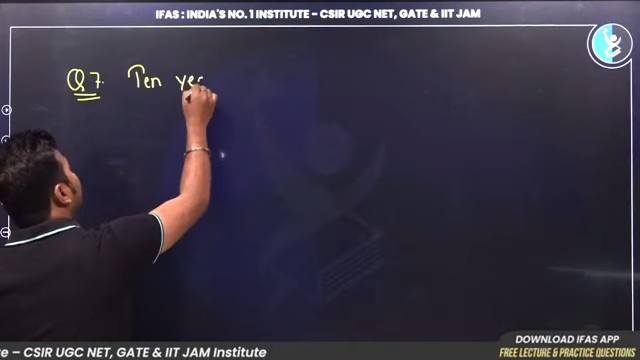 IFAS : INDIA'S NO. 1 INSTITUTE – CSIR UGC NET, GATE & IIT JAM
Q7. Ten
DOWNLOAD IFAS APP
– CSIR UGC NET, GATE & IIT JAM Institute
FREE LECTURE & PRACTICE QUESTIONS